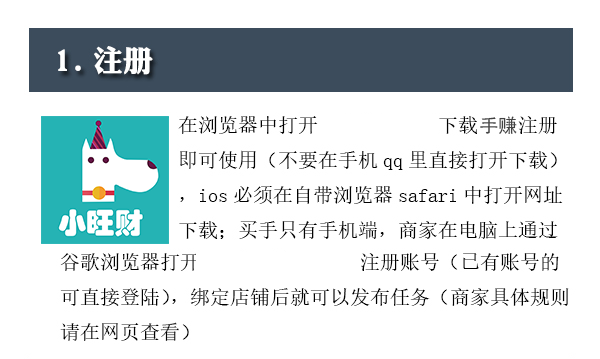 1. 注册
在浏览器中打开 下载手赚注册
即可使用（不要在手机qq里直接打开下载）
，ios必须在自带浏览器safari中打开网址
小旺财
下载；买手只有手机端，商家在电脑上通过
谷歌浏览器打开 注册账号（已有账号的
可直接登陆），绑定店铺后就可以发布任务（商家具体规则
请在网页查看）